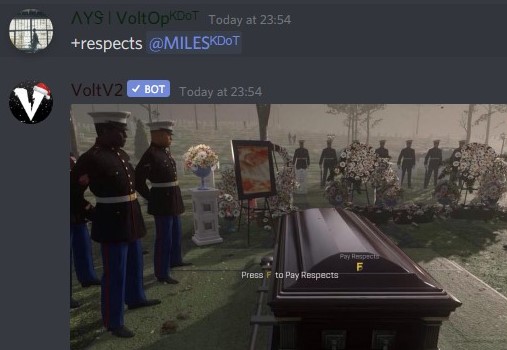 ΛYS | VoltOpᴷᴰᵒᵀ Today at 23:54
+respects @MILESᴷᴰᵒᵀ
VoltV2 ✓ BOT Today at 23:54
Pay Respects
F
Press F to Pay Respects